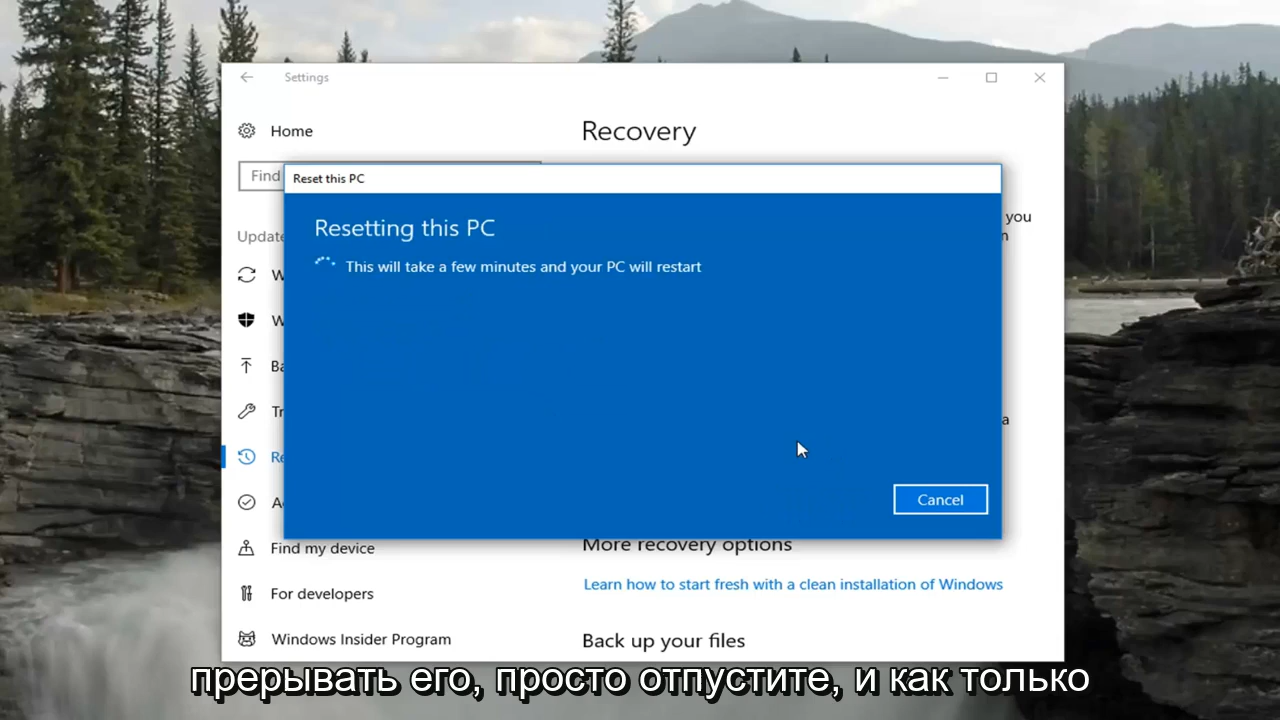 Settings
Home
Recovery
Find
Reset this PC
Resetting this PC
you
Update
This will take a few minutes and your PC will restart
Cancel
Find my device
More recovery options
Learn how to start fresh with a clean installation of Windows
For developers
Windows Insider Program
Back up your files
прерывать его, просто отпустите, и как только